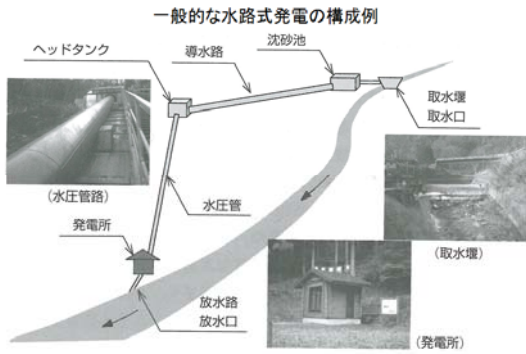 一般的な水路式発電の構成例
ヘッドタンク
導水路
沈砂池
取水堰
取水口
(水圧管路)
水圧管
(取水堰)
発電所
放水路
放水口
(発電所)